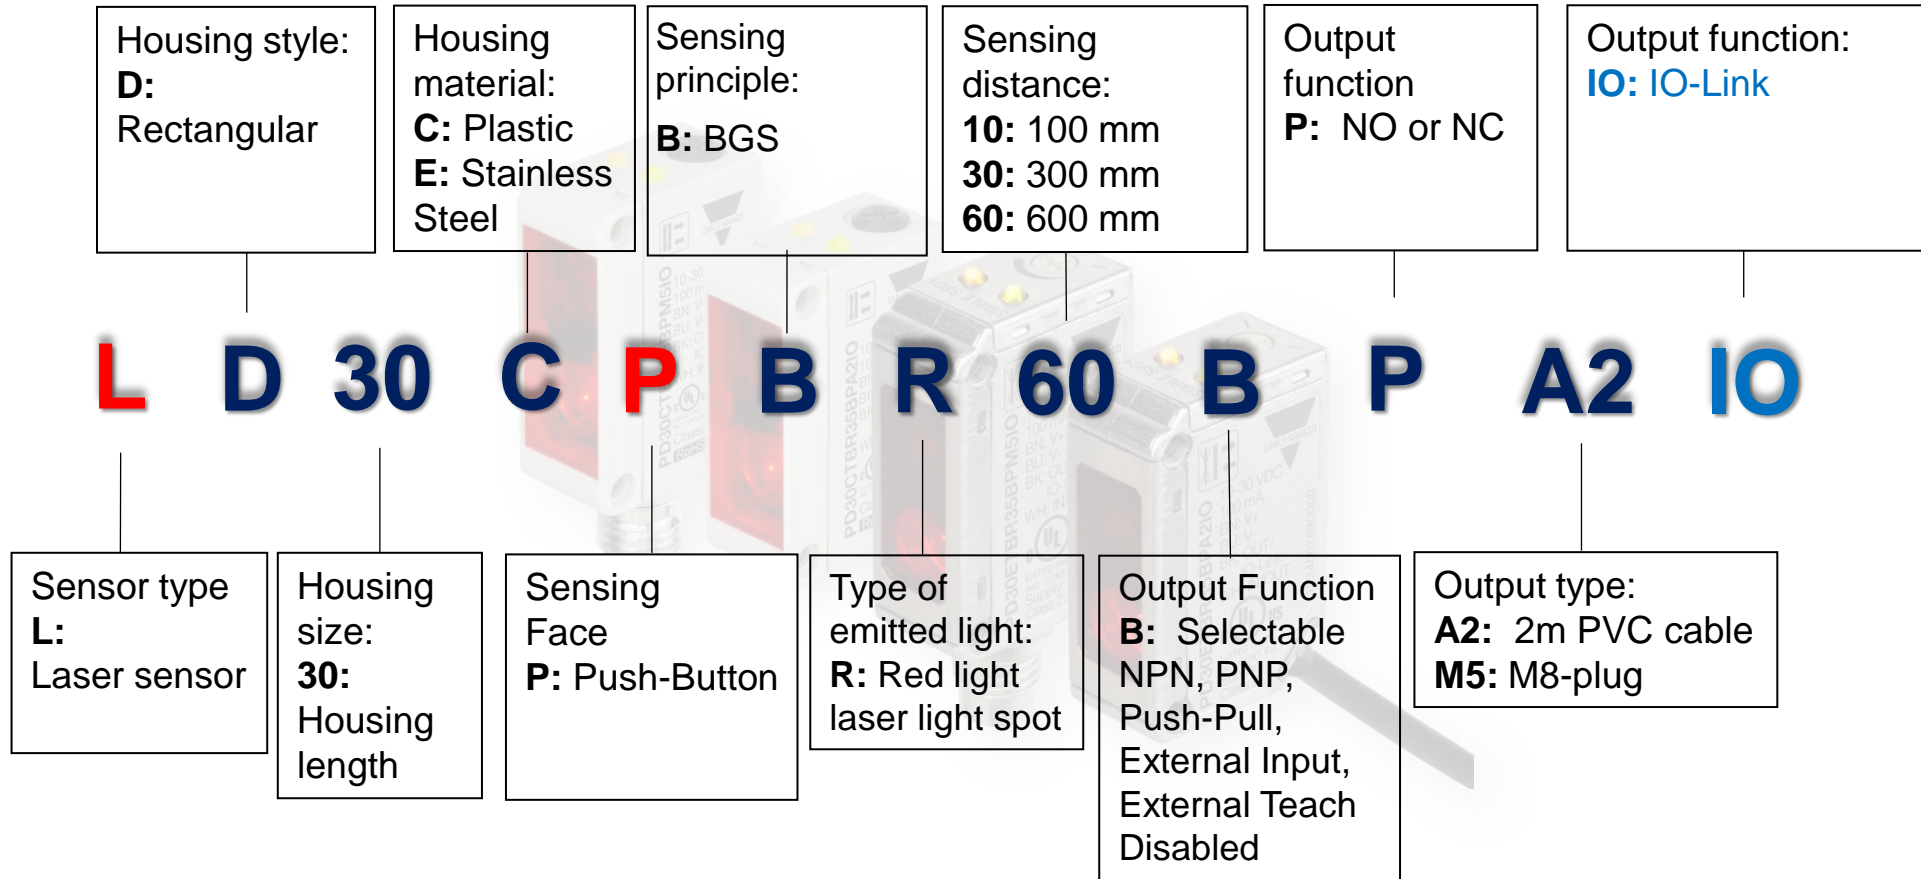 Housing style:
D:
Rectangular
Housing
material:
C: Plastic
E: Stainless
Steel
Sensing
principle:
B: BGS
Sensing
distance:
10: 100 mm
30: 300 mm
60: 600 mm
Output
function
P: NO or NC
Output function:
IO: IO-Link
L D 30 C P B R 60 B P A2 IO
Sensor type
L:
Laser sensor
Housing
size:
30:
Housing
length
Sensing
Face
P: Push-Button
Type of
emitted light:
R: Red light
laser light spot
Output Function
B: Selectable
NPN, PNP,
Push-Pull,
External Input,
External Teach
Disabled
Output type:
A2: 2m PVC cable
M5: M8-plug